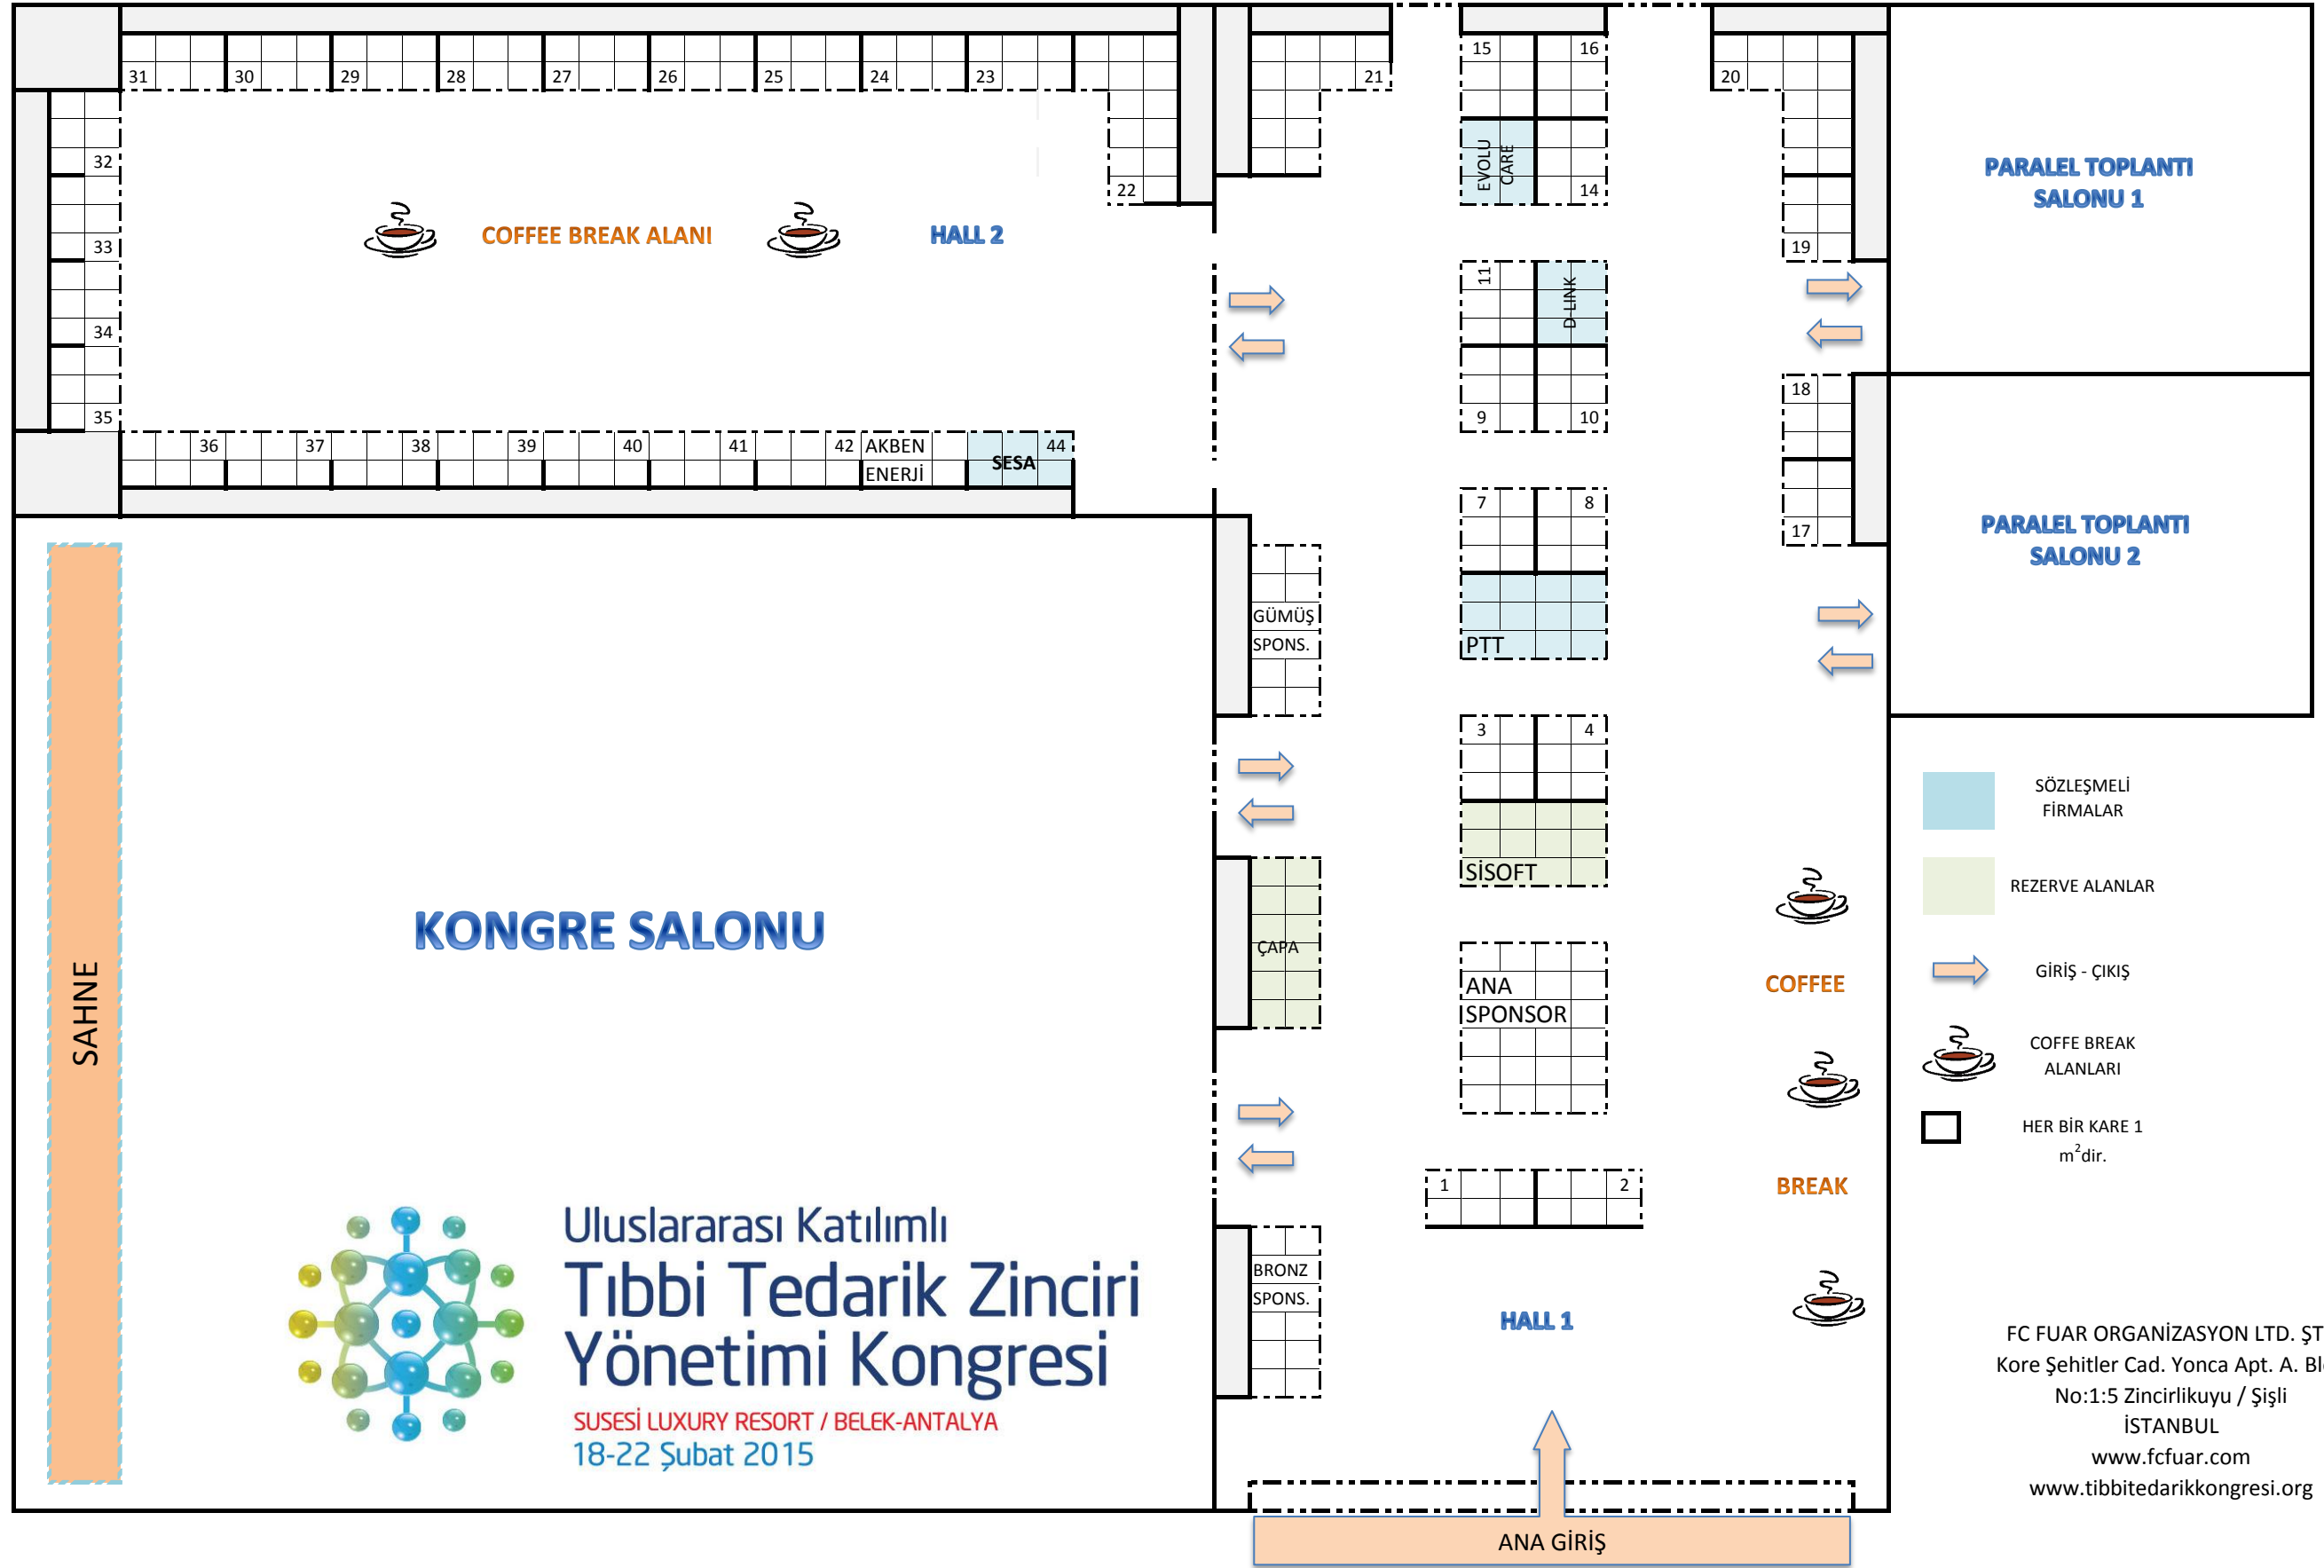 15
16
31
30
29
28
27
26
25
24
23
21
20
EVOLU
CARE
32
22
14
PARALEL TOPLANTI
SALONU 1
COFFEE BREAK ALANI
HALL 2
33
19
11
D-LINK
34
35
9
10
18
36
37
38
39
40
41
42
AKBEN
ENERJİ
SESA
44
7
8
17
PARALEL TOPLANTI
SALONU 2
GÜMÜŞ
SPONS.
PTT
3
4
SÖZLEŞMELİ
FİRMALAR
SİSOFT
REZERVE ALANLAR
KONGRE SALONU
ÇAPA
SAHNE
ANA
SPONSOR
COFFEE
GİRİŞ - ÇIKIŞ
COFFE BREAK
ALANLARI
HER BİR KARE 1
m²dir.
1
2
BREAK
Uluslararası Katılımlı
Tıbbi Tedarik Zinciri
Yönetimi Kongresi
SUSESİ LUXURY RESORT / BELEK-ANTALYA
18-22 Şubat 2015
BRONZ
SPONS.
HALL 1
FC FUAR ORGANİZASYON LTD. ŞT
Kore Şehitler Cad. Yonca Apt. A.
No:1:5 Zincirlikuyu / Şişli
İSTANBUL
www.fcfuar.com
www.tibbitedarikkongresi.org
ANA GİRİŞ